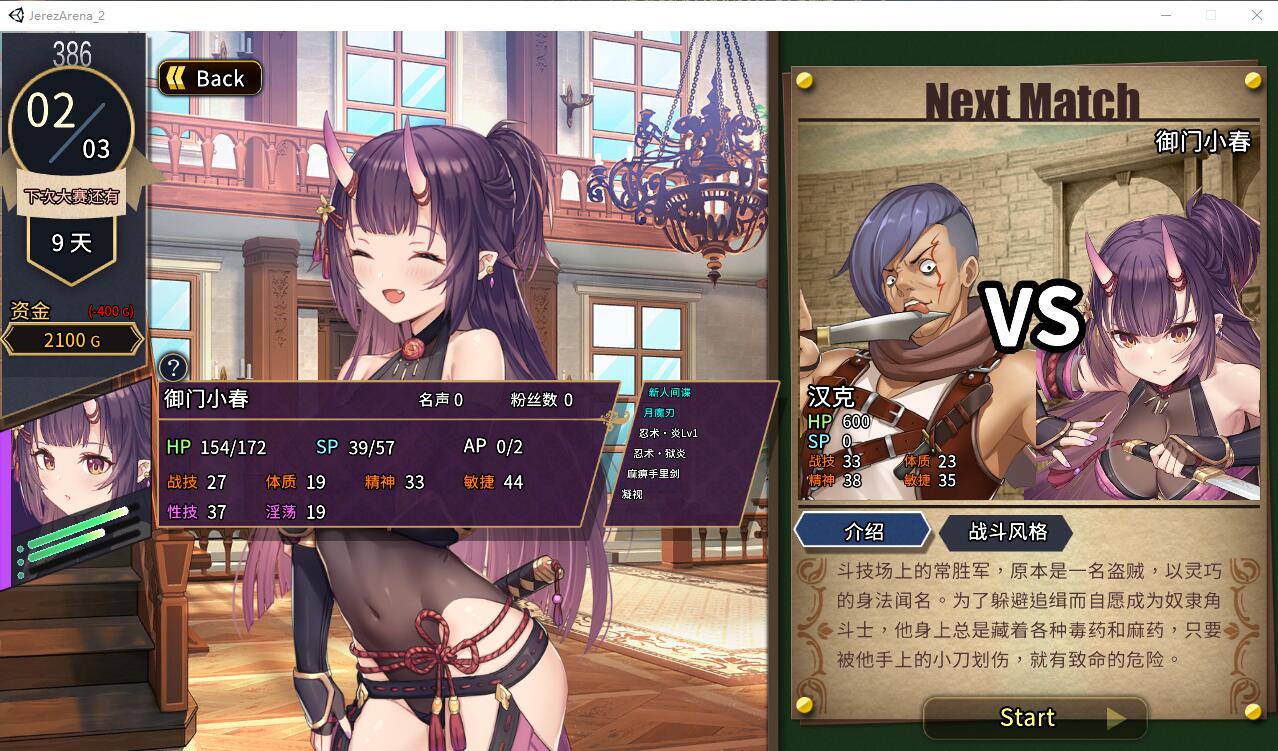 JerezArena_2
386
02
03
下次大赛还有
9 天
资金
(-400 G)
2100 G
Back
?
御门小春
名声 0
粉丝数 0
HP 154/172
SP 39/57
AP 0/2
战技 27
体质 19
精神 33
敏捷 44
性技 37
淫荡 19
新人间谍
月魔刃
忍术·炎Lv1
忍术·狱炎
麻痹手里剑
凝视
Next Match
御门小春
VS
汉克
HP 600
SP 0
战技 33
体质 23
精神 38
敏捷 35
介绍
战斗风格
斗技场上的常胜军，原本是一名盗贼，以灵巧
的身法闻名。为了躲避追缉而自愿成为奴隶角
斗士，他身上总是藏着各种毒药和麻药，只要
被他手上的小刀划伤，就有致命的危险。
Start